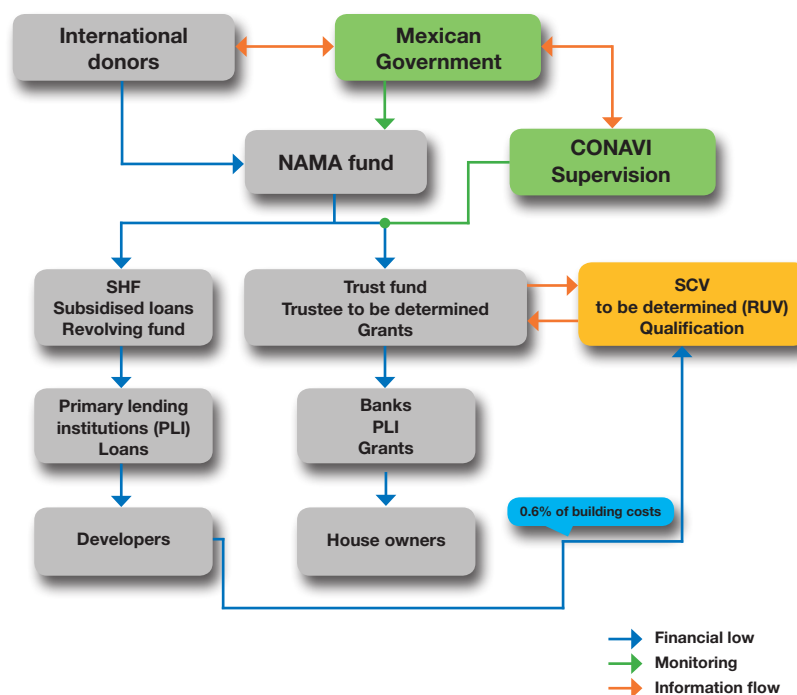 International
donors
Mexican
Government
NAMA fund
CONAVI
Supervision
SHF
Subsidised loans
Revolving fund
Trust fund
Trustee to be determined
Grants
SCV
to be determined (RUV)
Qualification
Primary lending
institutions (PLI)
Loans
Banks
PLI
Grants
0.6% of building costs
Developers
House owners
Financial low
Monitoring
Information flow